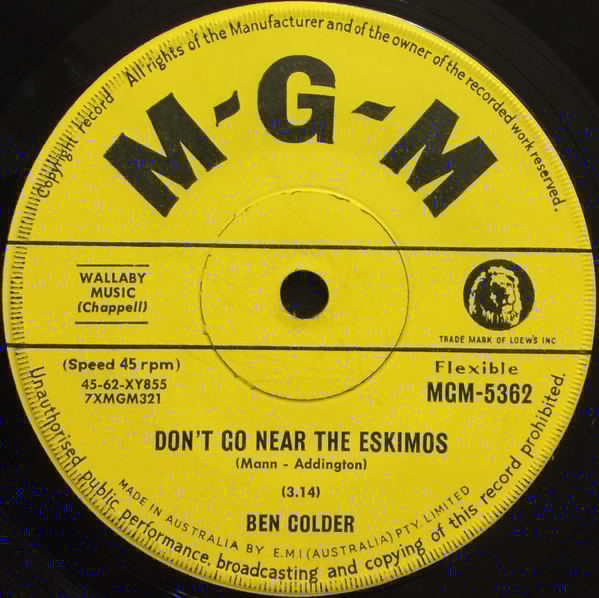 Copyright record All rights of the Manufacturer and of the owner of the recorded work reserved.
M-G-M
WALLABY
MUSIC
(Chappell)
TRADE MARK OF LOEW'S INC
(Speed 45 rpm)
45-62-XY855
7XMGM321
Flexible
MGM-5362
DON'T GO NEAR THE ESKIMOS
(Mann - Addington)
(3.14)
BEN COLDER
MADE IN AUSTRALIA BY E.M.I (AUSTRALIA) PTY. LIMITED
Unauthorised public performance, broadcasting and copying of this record prohibited.